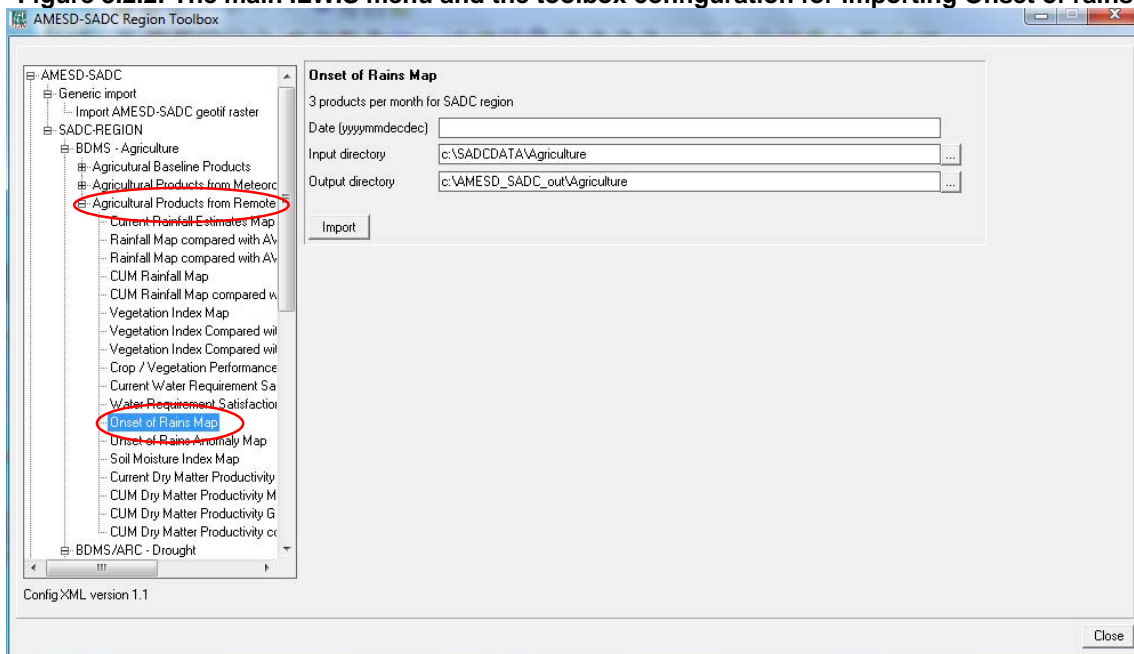 Figure 5.2.2: The main ILWIS menu and the toolbox configuration for importing Onset of rains
AMESD-SADC Region Toolbox
AMESD-SADC
Generic import
Import AMESD-SADC geotif raster
SADC-REGION
BDMS - Agriculture
Agricutural Baseline Products
Agricultural Products from Meteorc
Agricultural Products from Remote
Current Rainfall Estimates Map
Rainfall Map compared with AV
Rainfall Map compared with AV
CUM Rainfall Map
CUM Rainfall Map compared w
Vegetation Index Map
Vegetation Index Compared wit
Vegetation Index Compared wit
Crop / Vegetation Performance
Current Water Requirement Sa
Water Requirement Satisfaction
Onset of Rains Map
Onset of Rains Anomaly Map
Soil Moisture Index Map
Current Dry Matter Productivity
CUM Dry Matter Productivity M
CUM Dry Matter Productivity G
CUM Dry Matter Productivity co
BDMS/ARC - Drought
Config XML version 1.1
Onset of Rains Map
3 products per month for SADC region
Date (yyyymmdecdec)
Input directory c:\SADCDATA\Agriculture ...
Output directory c:\AMESD_SADC_out\Agriculture ...
Import
Close